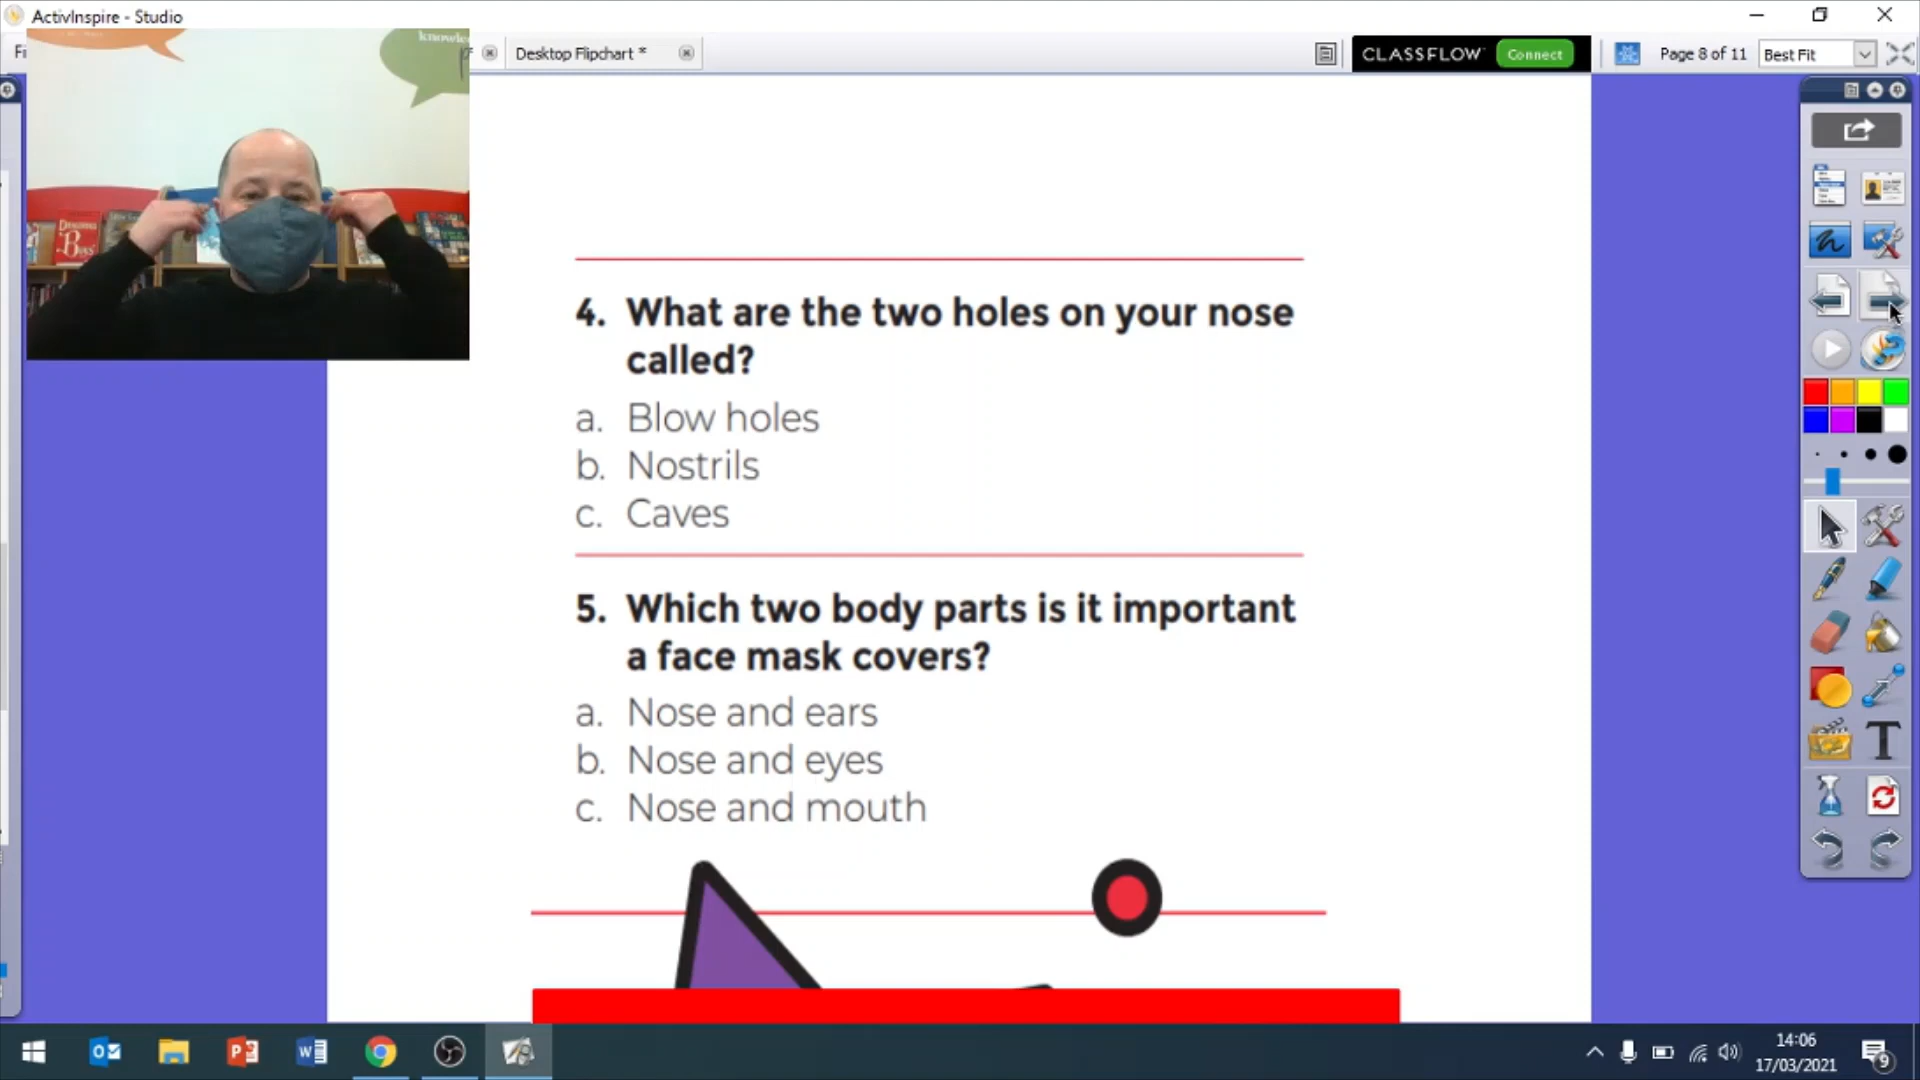 ActivInspire - Studio
knowle
Desktop Flipchart *
CLASSFLOW
Connect
Page 8 of 11
Best Fit
4. What are the two holes on your nose
called?
a. Blow holes
b. Nostrils
c. Caves
5. Which two body parts is it important
a face mask covers?
a. Nose and ears
b. Nose and eyes
c. Nose and mouth
14:06
17/03/2021
9